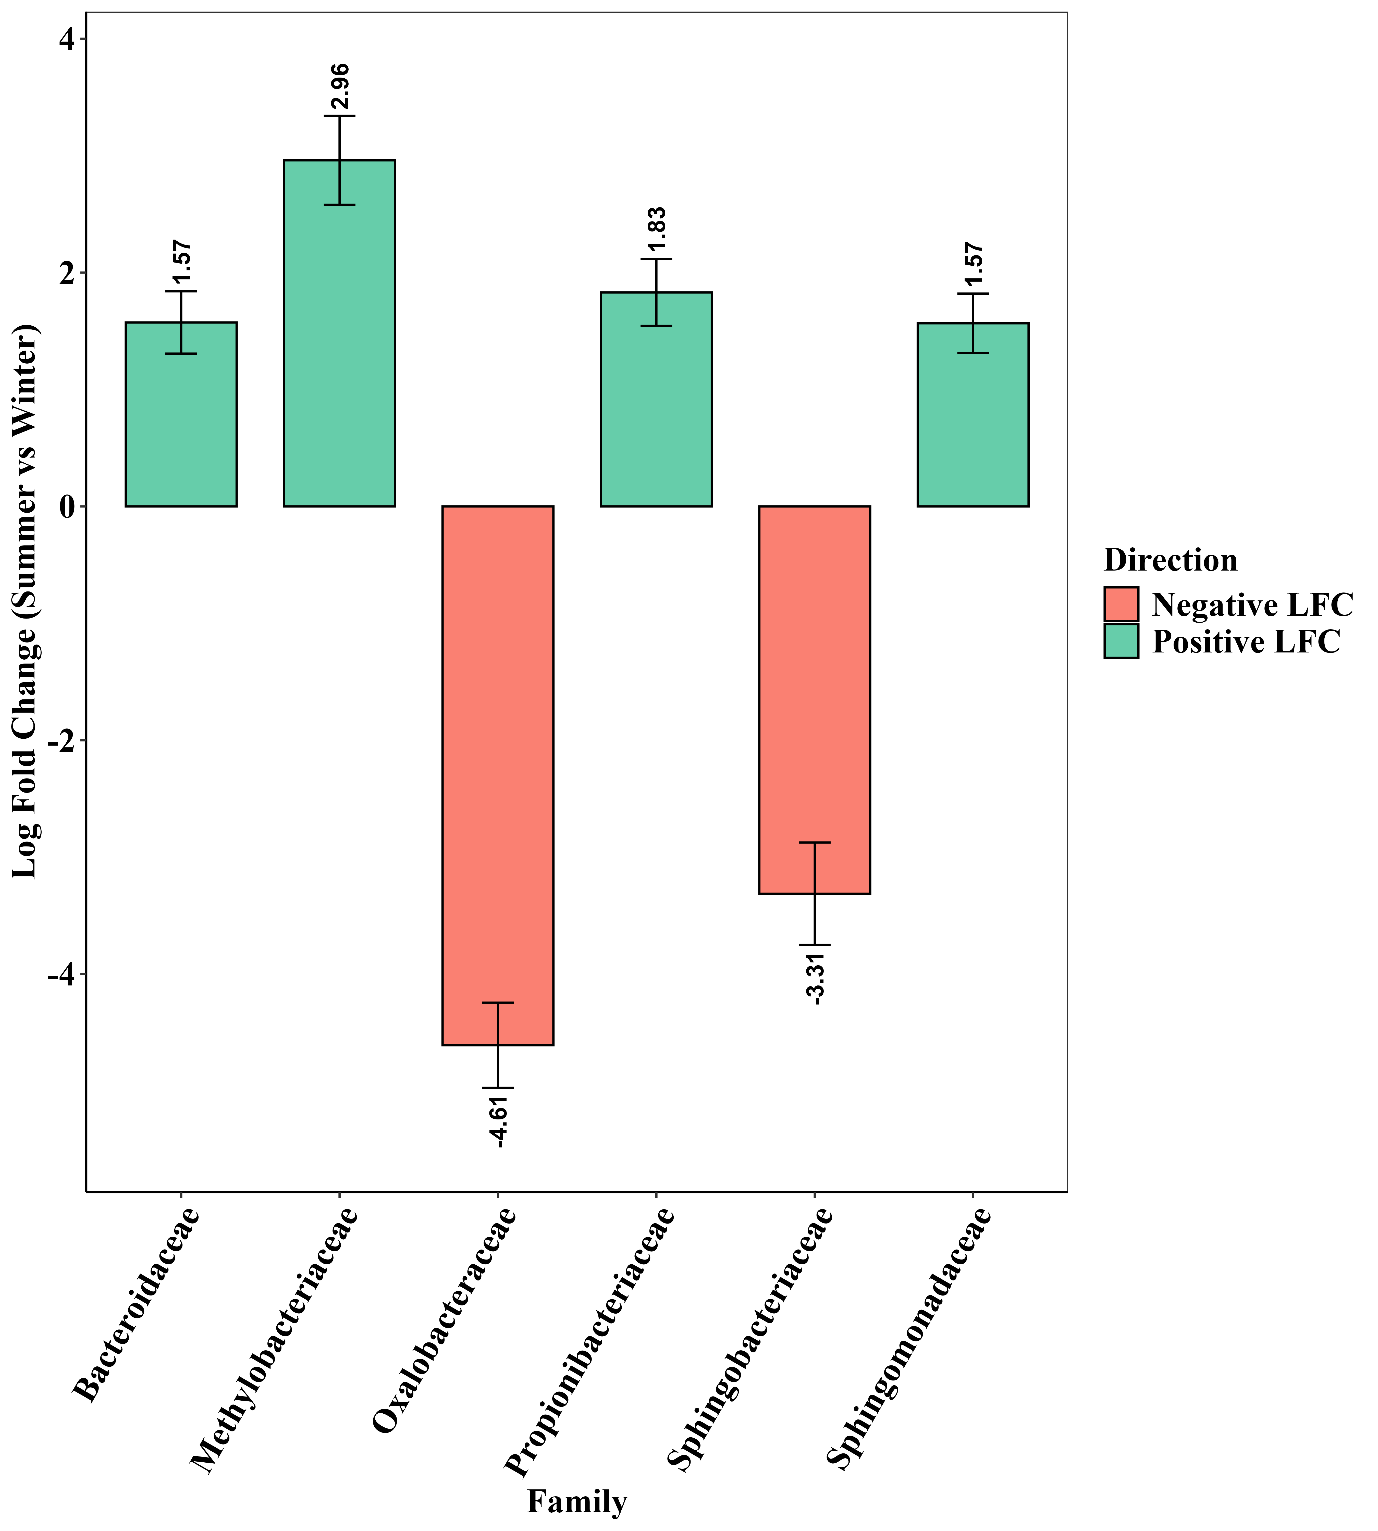 4
2
0
-2
-4
Log Fold Change (Summer vs Winter)
1.57
2.96
-4.61
1.83
-3.31
1.57
Bacteroidaceae
Methylobacteriaceae
Oxalobacteraceae
Propionibacteriaceae
Sphingobacteriaceae
Sphingomonadaceae
Family
Direction
Negative LFC
Positive LFC